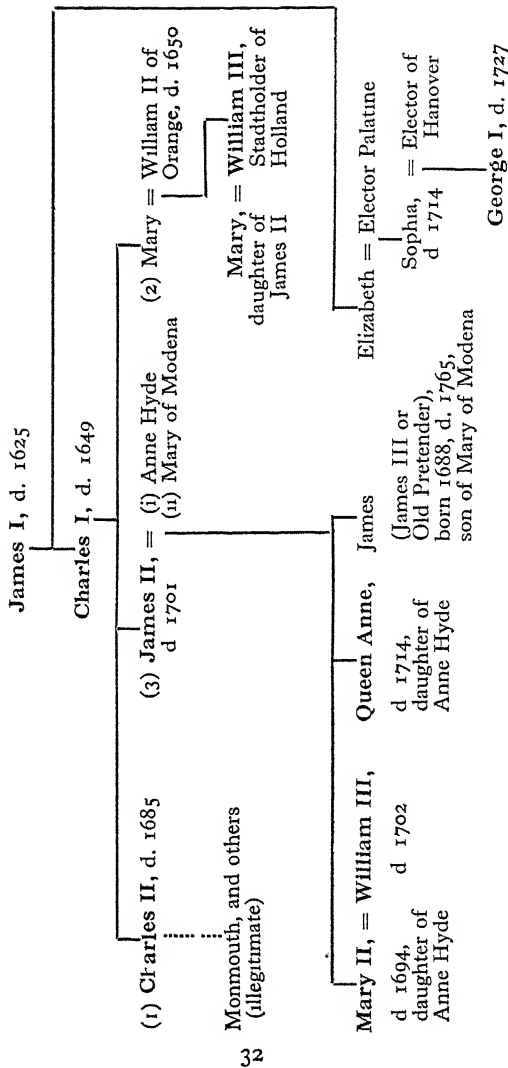 James I, d. 1625
Charles I, d. 1649
(1) Charles II, d. 1685
Monmouth, and others
(illegitimate)
(3) James II, = (i) Anne Hyde
d 1701 (ii) Mary of Modena
(2) Mary = William II of
Orange, d. 1650
Mary, = William III,
daughter of Stadtholder of
James II Holland
Mary II, = William III,
d 1694, d 1702
daughter of
Anne Hyde
Queen Anne,
d 1714,
daughter of
Anne Hyde
James
(James III or
Old Pretender),
born 1688, d. 1765,
son of Mary of Modena
Elizabeth = Elector Palatine
Sophia, = Elector of
d 1714 Hanover
George I, d. 1727
32